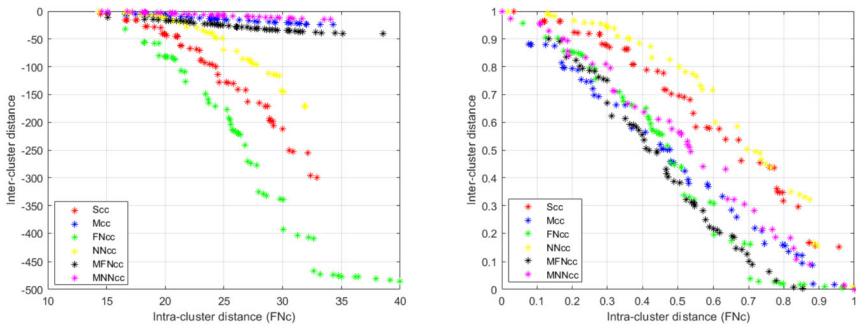 0
-50
-100
-150
-200
-250
-300
-350
-400
-450
-500
Inter-cluster distance
Scc
Mcc
FNcc
NNcc
MFNcc
MNNcc
10 15 20 25 30 35 40
Intra-cluster distance (FNc)
1
0.9
0.8
0.7
0.6
0.5
0.4
0.3
0.2
0.1
0
Inter-cluster distance
Scc
Mcc
FNcc
NNcc
MFNcc
MNNcc
0 0.1 0.2 0.3 0.4 0.5 0.6 0.7 0.8 0.9 1
Intra-cluster distance (FNc)